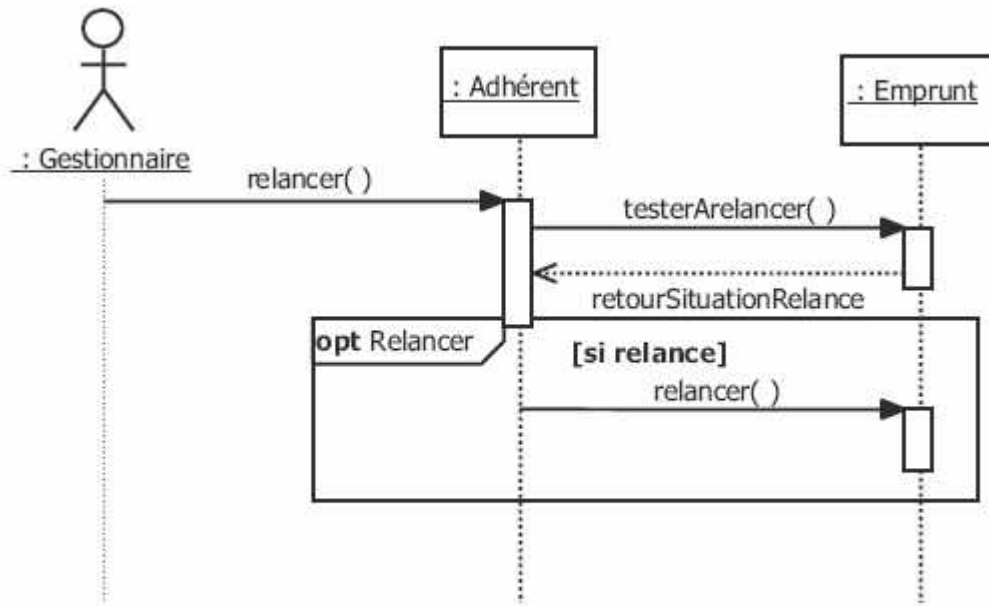 : Adhérent
: Emprunt
: Gestionnaire
relancer( )
testerArelancer( )
retourSituationRelance
opt Relancer
[si relance]
relancer( )